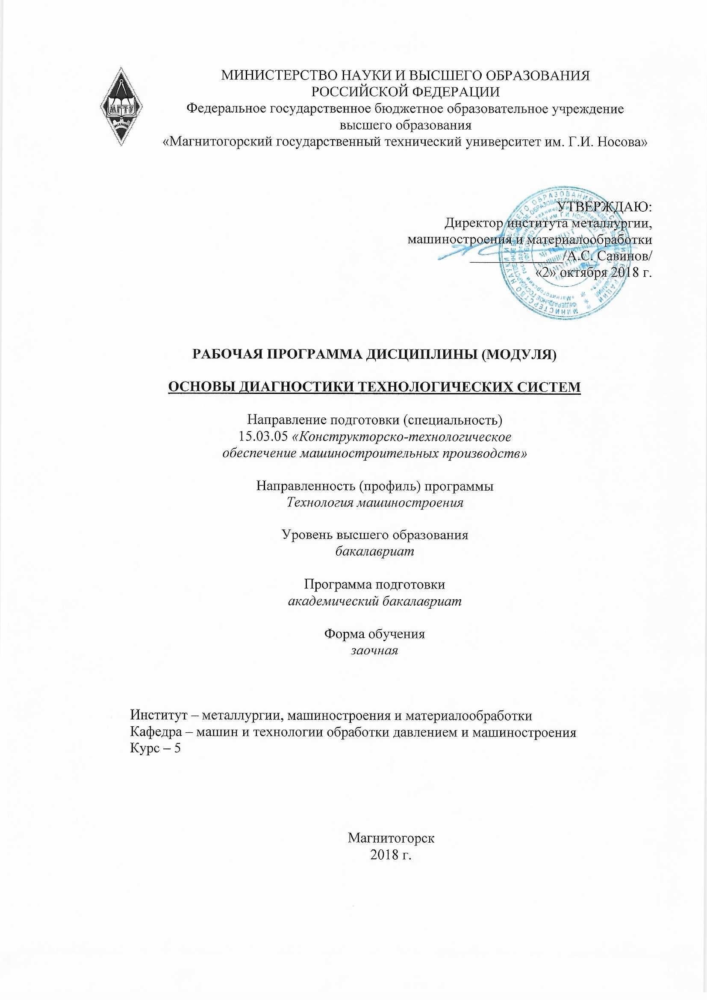 МИНИСТЕРСТВО НАУКИ И ВЫСШЕГО ОБРАЗОВАНИЯ
РОССИЙСКОЙ ФЕДЕРАЦИИ
Федеральное государственное бюджетное образовательное учреждение
высшего образования
«Магнитогорский государственный технический университет им. Г.И. Носова»
МГТУ
УТВЕРЖДАЮ:
Директор института металлургии,
машиностроения и материалообработки
/А.С. Савинов/
«2» октября 2018 г.
РАБОЧАЯ ПРОГРАММА ДИСЦИПЛИНЫ (МОДУЛЯ)
ОСНОВЫ ДИАГНОСТИКИ ТЕХНОЛОГИЧЕСКИХ СИСТЕМ
Направление подготовки (специальность)
15.03.05 «Конструкторско-технологическое
обеспечение машиностроительных производств»
Направленность (профиль) программы
Технология машиностроения
Уровень высшего образования
бакалавриат
Программа подготовки
академический бакалавриат
Форма обучения
заочная
Институт – металлургии, машиностроения и материалообработки
Кафедра – машин и технологии обработки давлением и машиностроения
Курс – 5
Магнитогорск
2018 г.